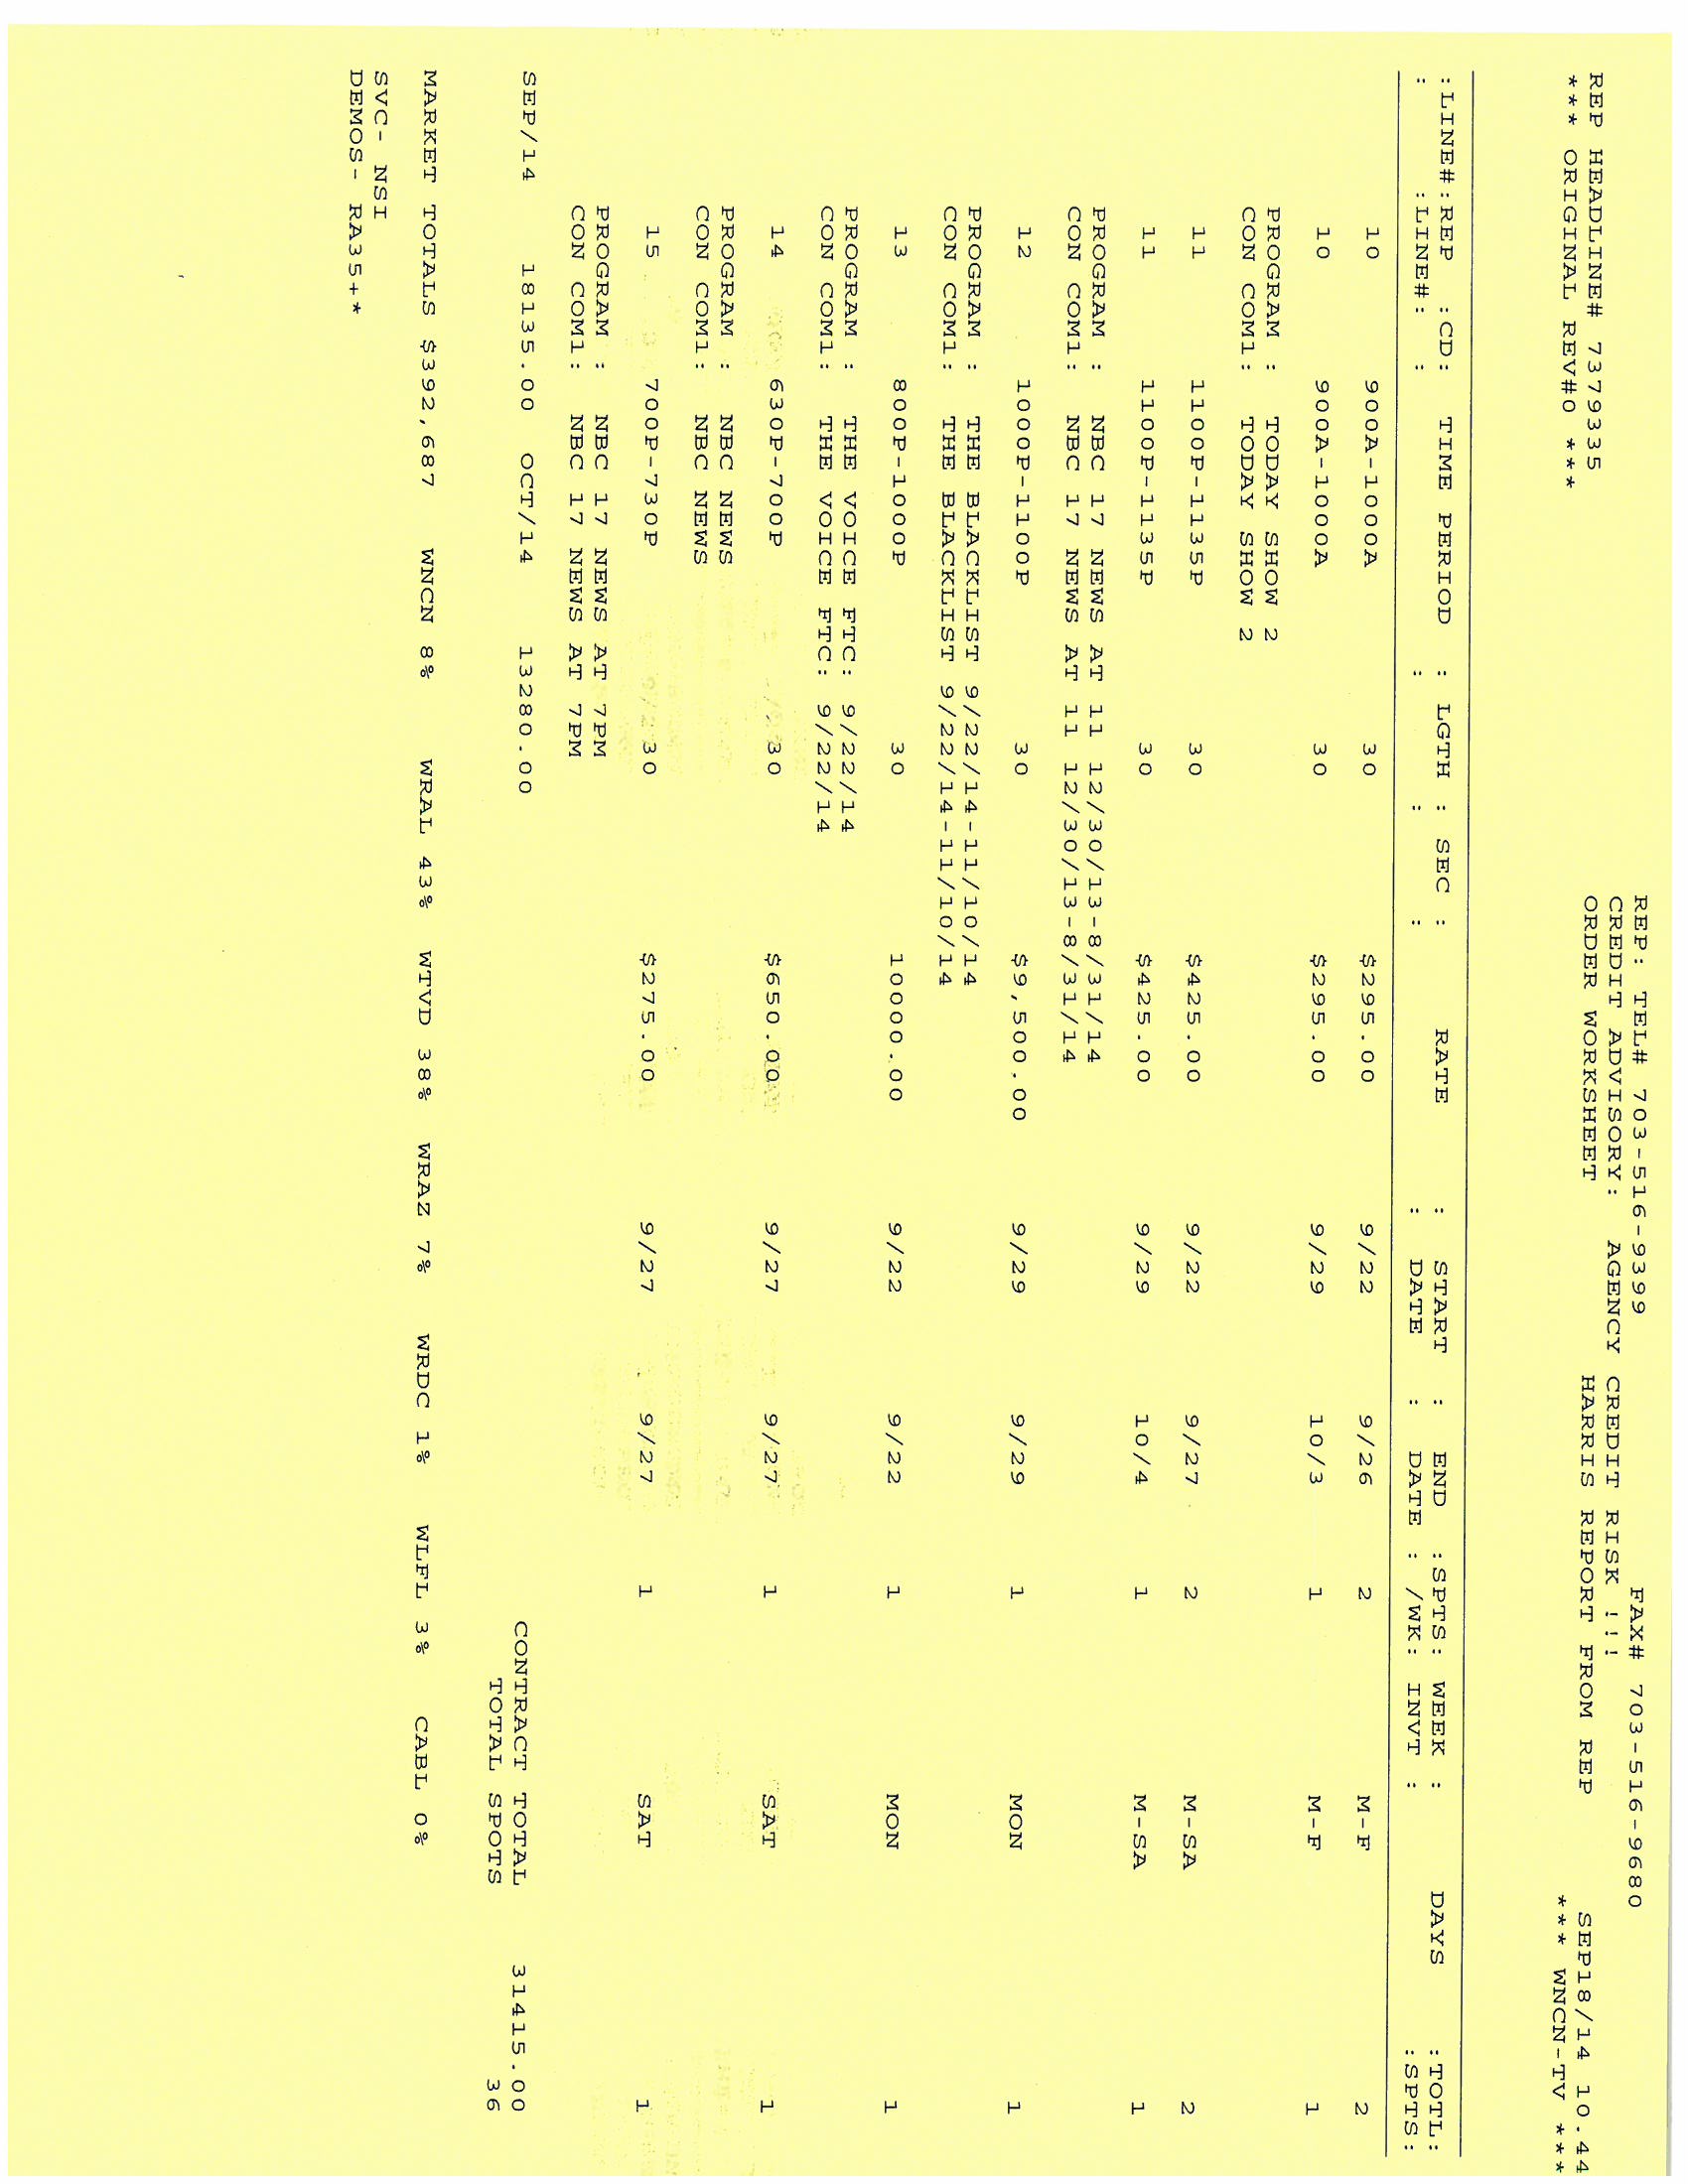 REP: TEL# 703-516-9399 FAX# 703-516-9680
CREDIT ADVISORY: AGENCY CREDIT RISK !!!
REP HEADLINE# 7379335 ORDER WORKSHEET HARRIS REPORT FROM REP SEP18/14 10.44
*** ORIGINAL REV#0 *** *** WNCN-TV ***
:LINE#:REP :CD: TIME PERIOD : LGTH : SEC : RATE : START : END :SPTS: WEEK : DAYS :TOTL:
: :LINE#: : : : : : DATE : DATE : /WK: INVT : :SPTS:
10 900A-1000A 30 $295.00 9/22 9/26 2 M-F 2
10 900A-1000A 30 $295.00 9/29 10/3 1 M-F 1
PROGRAM : TODAY SHOW 2
CON COM1: TODAY SHOW 2
11 1100P-1135P 30 $425.00 9/22 9/27 2 M-SA 2
11 1100P-1135P 30 $425.00 9/29 10/4 1 M-SA 1
PROGRAM : NBC 17 NEWS AT 11 12/30/13-8/31/14
CON COM1: NBC 17 NEWS AT 11 12/30/13-8/31/14
12 1000P-1100P 30 $9,500.00 9/29 9/29 1 MON 1
PROGRAM : THE BLACKLIST 9/22/14-11/10/14
CON COM1: THE BLACKLIST 9/22/14-11/10/14
13 800P-1000P 30 10000.00 9/22 9/22 1 MON 1
PROGRAM : THE VOICE FTC: 9/22/14
CON COM1: THE VOICE FTC: 9/22/14
14 630P-700P 30 $650.00 9/27 9/27 1 SAT 1
PROGRAM : NBC NEWS
CON COM1: NBC NEWS
15 700P-730P 30 $275.00 9/27 9/27 1 SAT 1
PROGRAM : NBC 17 NEWS AT 7PM
CON COM1: NBC 17 NEWS AT 7PM
SEP/14 18135.00 OCT/14 13280.00 CONTRACT TOTAL 31415.00
TOTAL SPOTS 36
MARKET TOTALS $392,687 WNCN 8% WRAL 43% WTVD 38% WRAZ 7% WRDC 1% WLFL 3% CABL 0%
SVC- NSI
DEMOS- RA35+*